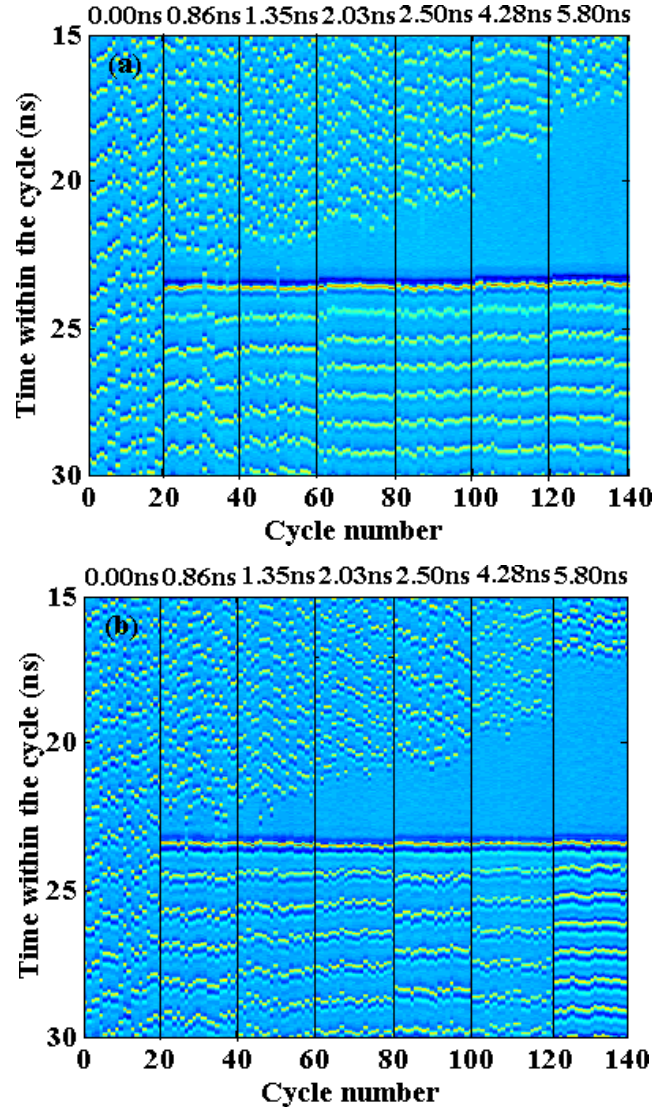 0.00ns 0.86ns 1.35ns 2.03ns 2.50ns 4.28ns 5.80ns
(a)
15
20
25
30
Time within the cycle (ns)
0 20 40 60 80 100 120 140
Cycle number
0.00ns 0.86ns 1.35ns 2.03ns 2.50ns 4.28ns 5.80ns
(b)
15
20
25
30
Time within the cycle (ns)
0 20 40 60 80 100 120 140
Cycle number